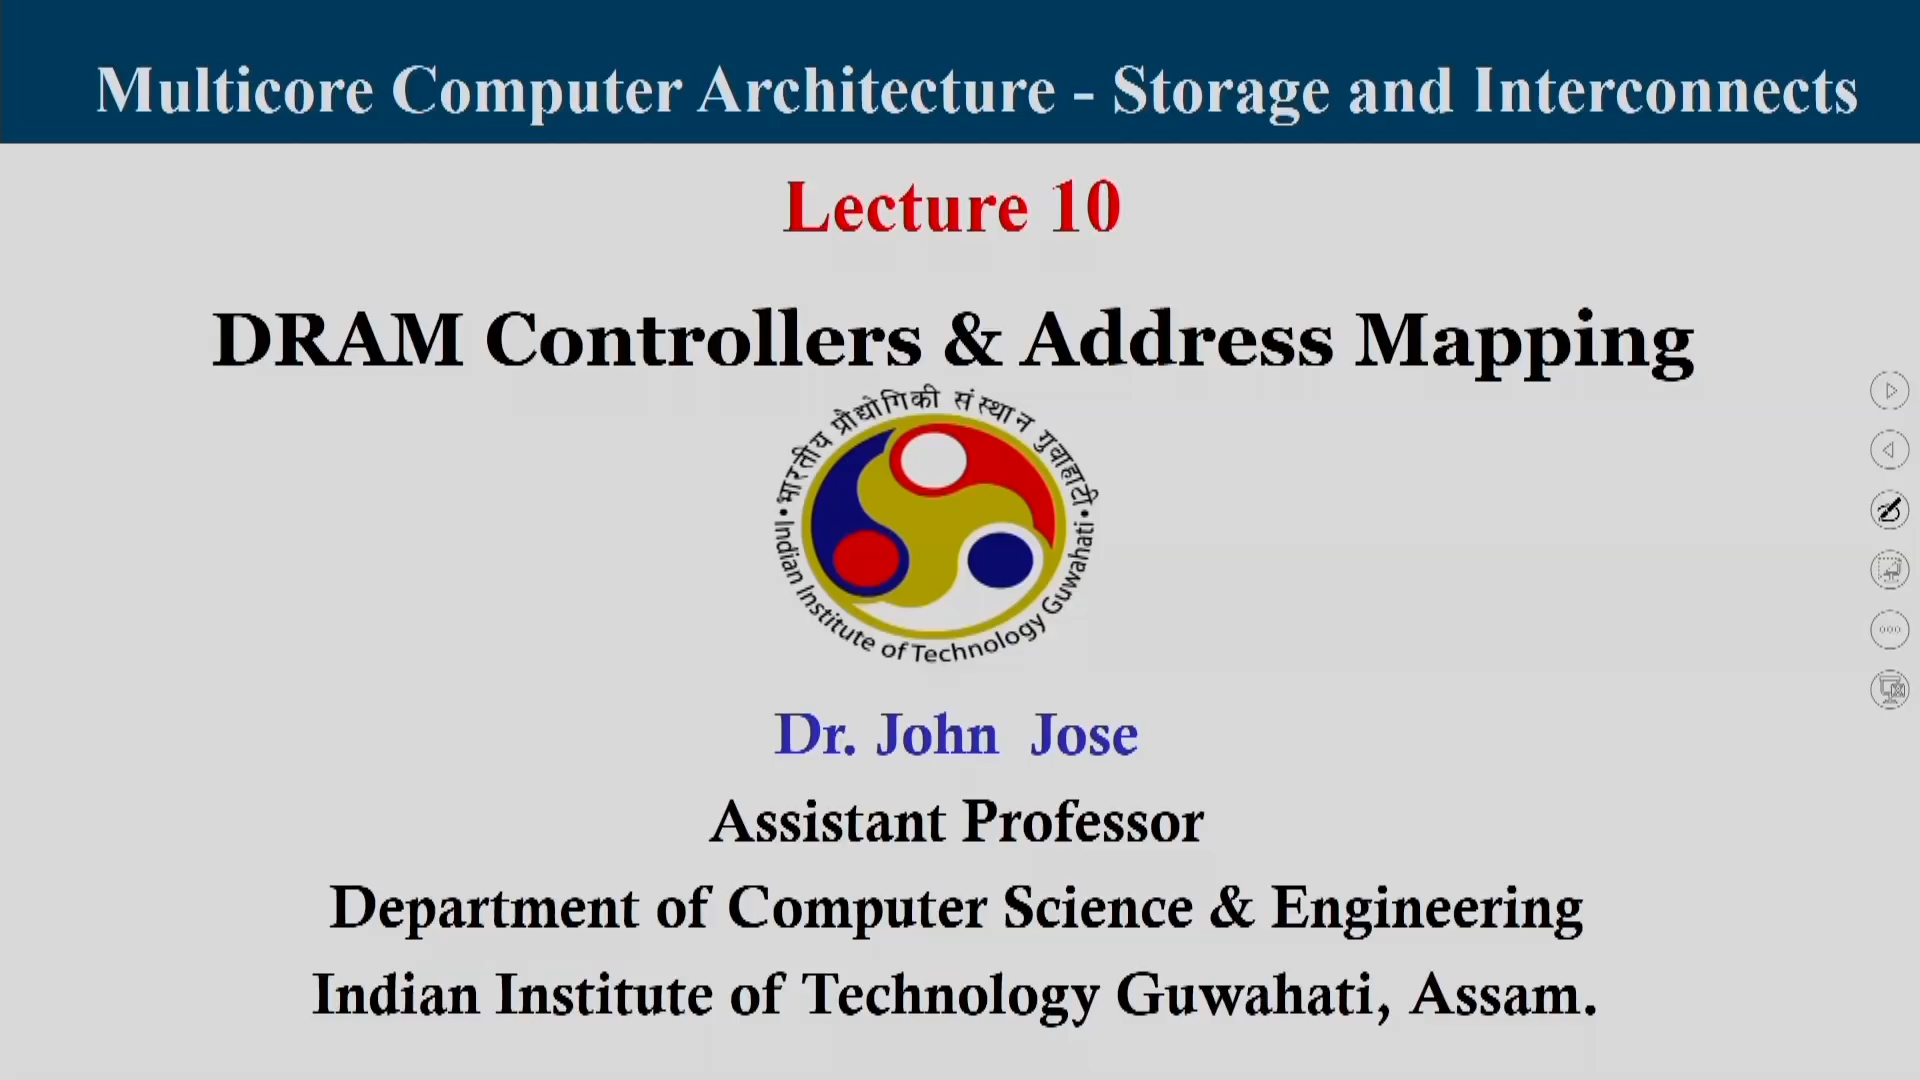 Multicore Computer Architecture - Storage and Interconnects
Lecture 10
DRAM Controllers & Address Mapping
भारतीय प्रौद्योगिकी संस्थान गुवाहाटी
Indian Institute of Technology Guwahati
Dr. John Jose
Assistant Professor
Department of Computer Science & Engineering
Indian Institute of Technology Guwahati, Assam.